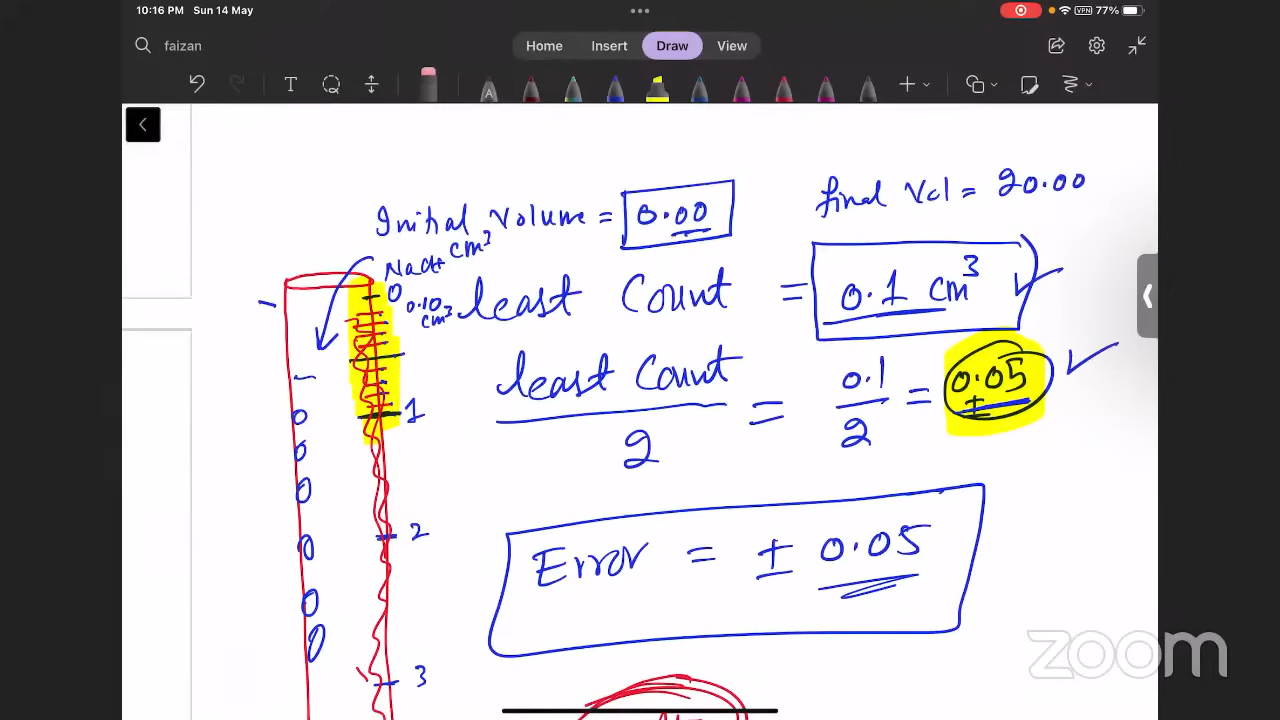 10:16 PM Sun 14 May
VPN 77%
faizan
Home Insert Draw View
T
A
Initial Volume = 0.00
cm³
final Vol = 20.00
NaOH
0
0.10
cm³
least Count = 0.1 cm³
least Count / 2 = 0.1 / 2 = ± 0.05
1
2
Error = ± 0.05
3
zoom